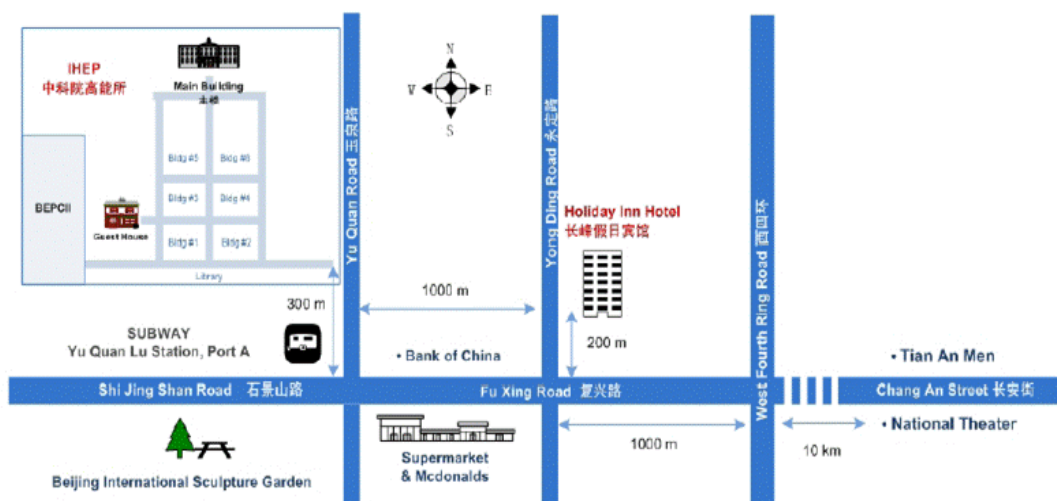 IHEP
中科院高能所
Main Building
主楼
Bldg #5
Bldg #6
Bldg #3
Bldg #4
BEPCII
Guest House
Bldg #1
Bldg #2
Library
N
W
E
S
Yu Quan Road 玉泉路
Yong Ding Road 永定路
Holiday Inn Hotel
长峰假日宾馆
West Fourth Ring Road 西四环
1000 m
300 m
200 m
SUBWAY
Yu Quan Lu Station, Port A
• Bank of China
• Tian An Men
Shi Jing Shan Road 石景山路
Fu Xing Road 复兴路
Chang An Street 长安街
• National Theater
1000 m
10 km
Supermarket
& Mcdonalds
Beijing International Sculpture Garden